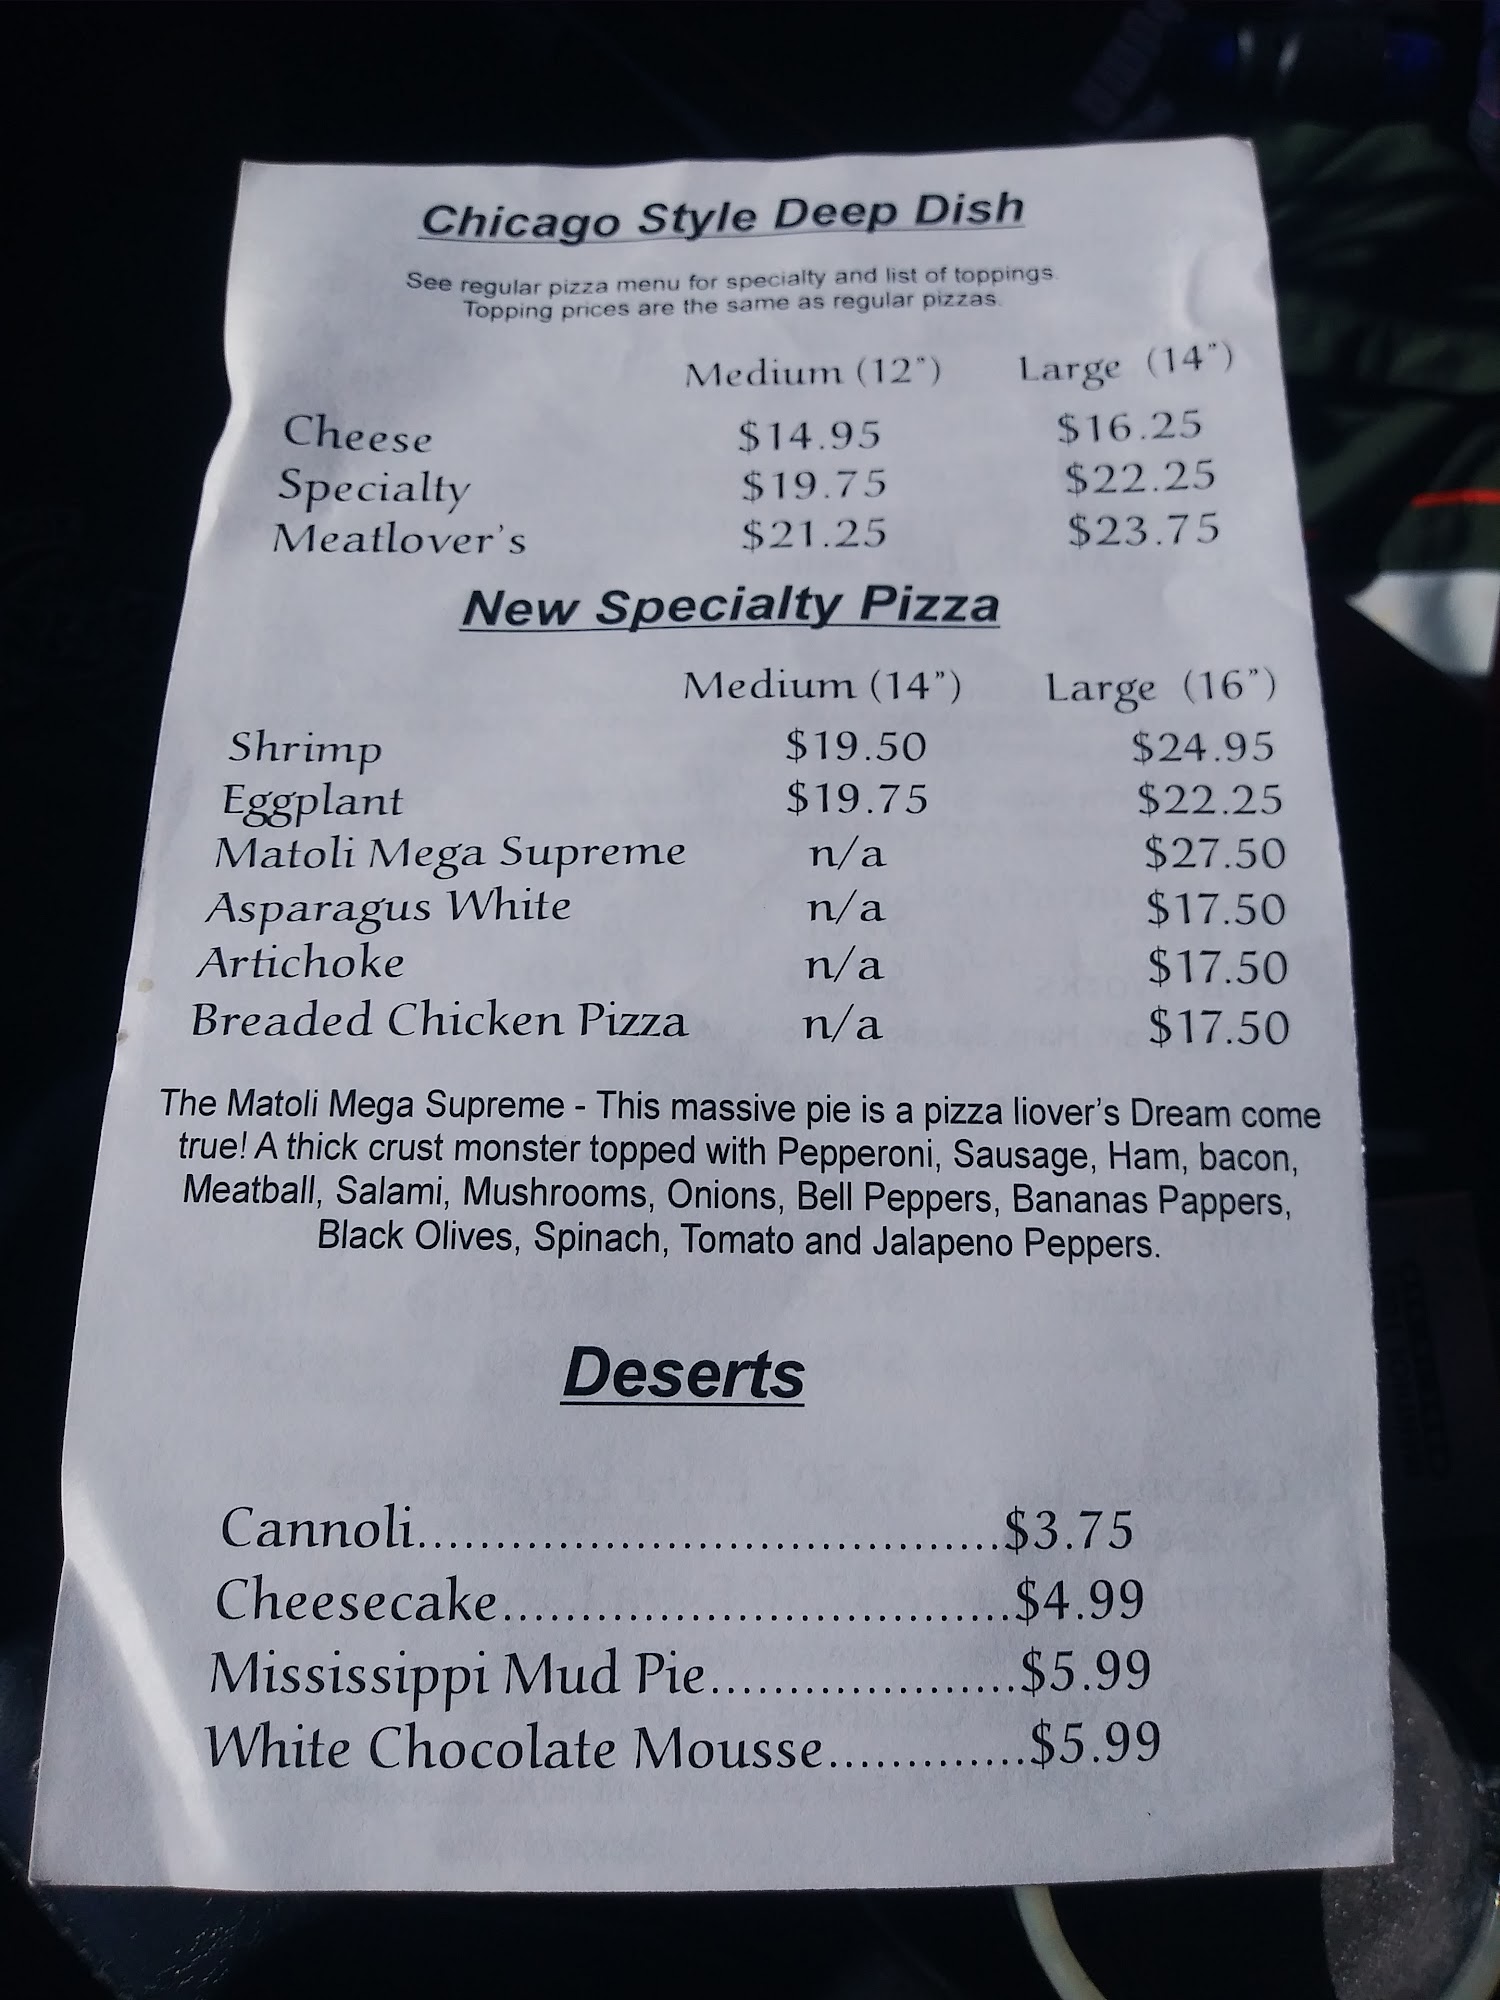 Chicago Style Deep Dish
See regular pizza menu for specialty and list of toppings.
Topping prices are the same as regular pizzas.
Medium (12") Large (14")
Cheese $14.95 $16.25
Specialty $19.75 $22.25
Meatlover's $21.25 $23.75
New Specialty Pizza
Medium (14") Large (16")
Shrimp $19.50 $24.95
Eggplant $19.75 $22.25
Matoli Mega Supreme n/a $27.50
Asparagus White n/a $17.50
Artichoke n/a $17.50
Breaded Chicken Pizza n/a $17.50
The Matoli Mega Supreme - This massive pie is a pizza liover's Dream come
true! A thick crust monster topped with Pepperoni, Sausage, Ham, bacon,
Meatball, Salami, Mushrooms, Onions, Bell Peppers, Bananas Pappers,
Black Olives, Spinach, Tomato and Jalapeno Peppers.
Deserts
Cannoli.....................................$3.75
Cheesecake.................................$4.99
Mississippi Mud Pie....................$5.99
White Chocolate Mousse.............$5.99